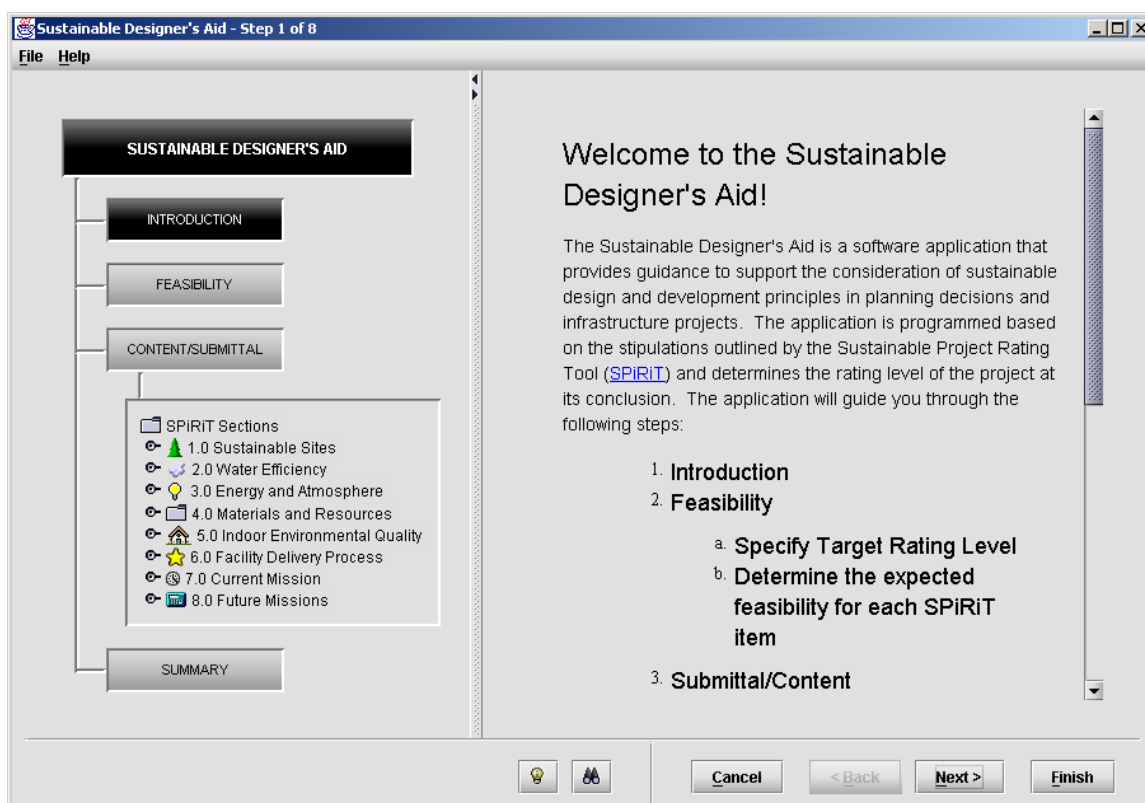 Sustainable Designer's Aid - Step 1 of 8
File Help
SUSTAINABLE DESIGNER'S AID
INTRODUCTION
FEASIBILITY
CONTENT/SUBMITTAL
SPiRiT Sections
1.0 Sustainable Sites
2.0 Water Efficiency
3.0 Energy and Atmosphere
4.0 Materials and Resources
5.0 Indoor Environmental Quality
6.0 Facility Delivery Process
7.0 Current Mission
8.0 Future Missions
SUMMARY
Welcome to the Sustainable
Designer's Aid!
The Sustainable Designer's Aid is a software application that
provides guidance to support the consideration of sustainable
design and development principles in planning decisions and
infrastructure projects. The application is programmed based
on the stipulations outlined by the Sustainable Project Rating
Tool (SPiRiT) and determines the rating level of the project at
its conclusion. The application will guide you through the
following steps:
1. Introduction
2. Feasibility
a. Specify Target Rating Level
b. Determine the expected
feasibility for each SPiRiT
item
3. Submittal/Content
Cancel < Back Next > Finish